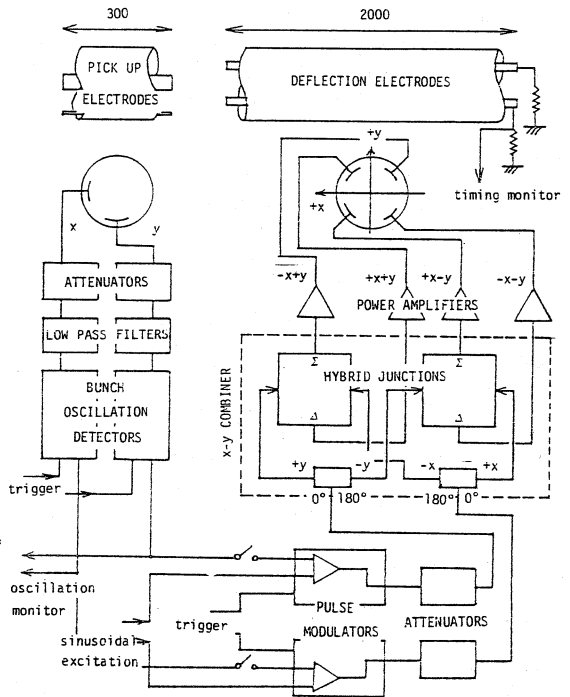 300
2000
PICK UP
ELECTRODES
DEFLECTION ELECTRODES
+y
+x
timing monitor
x
y
-x+y
+x+y
+x-y
-x-y
ATTENUATORS
POWER AMPLIFIERS
LOW PASS FILTERS
Σ
Σ
HYBRID JUNCTIONS
BUNCH
OSCILLATION
DETECTORS
x-y COMBINER
Δ
Δ
+y
-y
-x
+x
trigger
0° 180°
180° 0°
oscillation
monitor
PULSE
MODULATORS
ATTENUATORS
trigger
sinusoidal
excitation